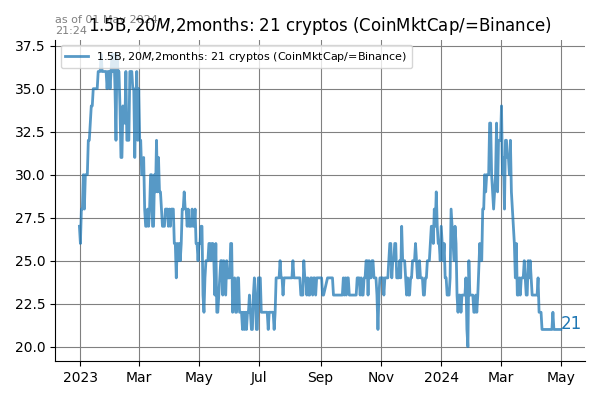 as of 01 May 2024
21:24
1.5B, 20M, 2months: 21 cryptos (CoinMktCap/=Binance)
1.5B, 20M, 2months: 21 cryptos (CoinMktCap/=Binance)
37.5
35.0
32.5
30.0
27.5
25.0
22.5
20.0
21
2023 Mar May Jul Sep Nov 2024 Mar May